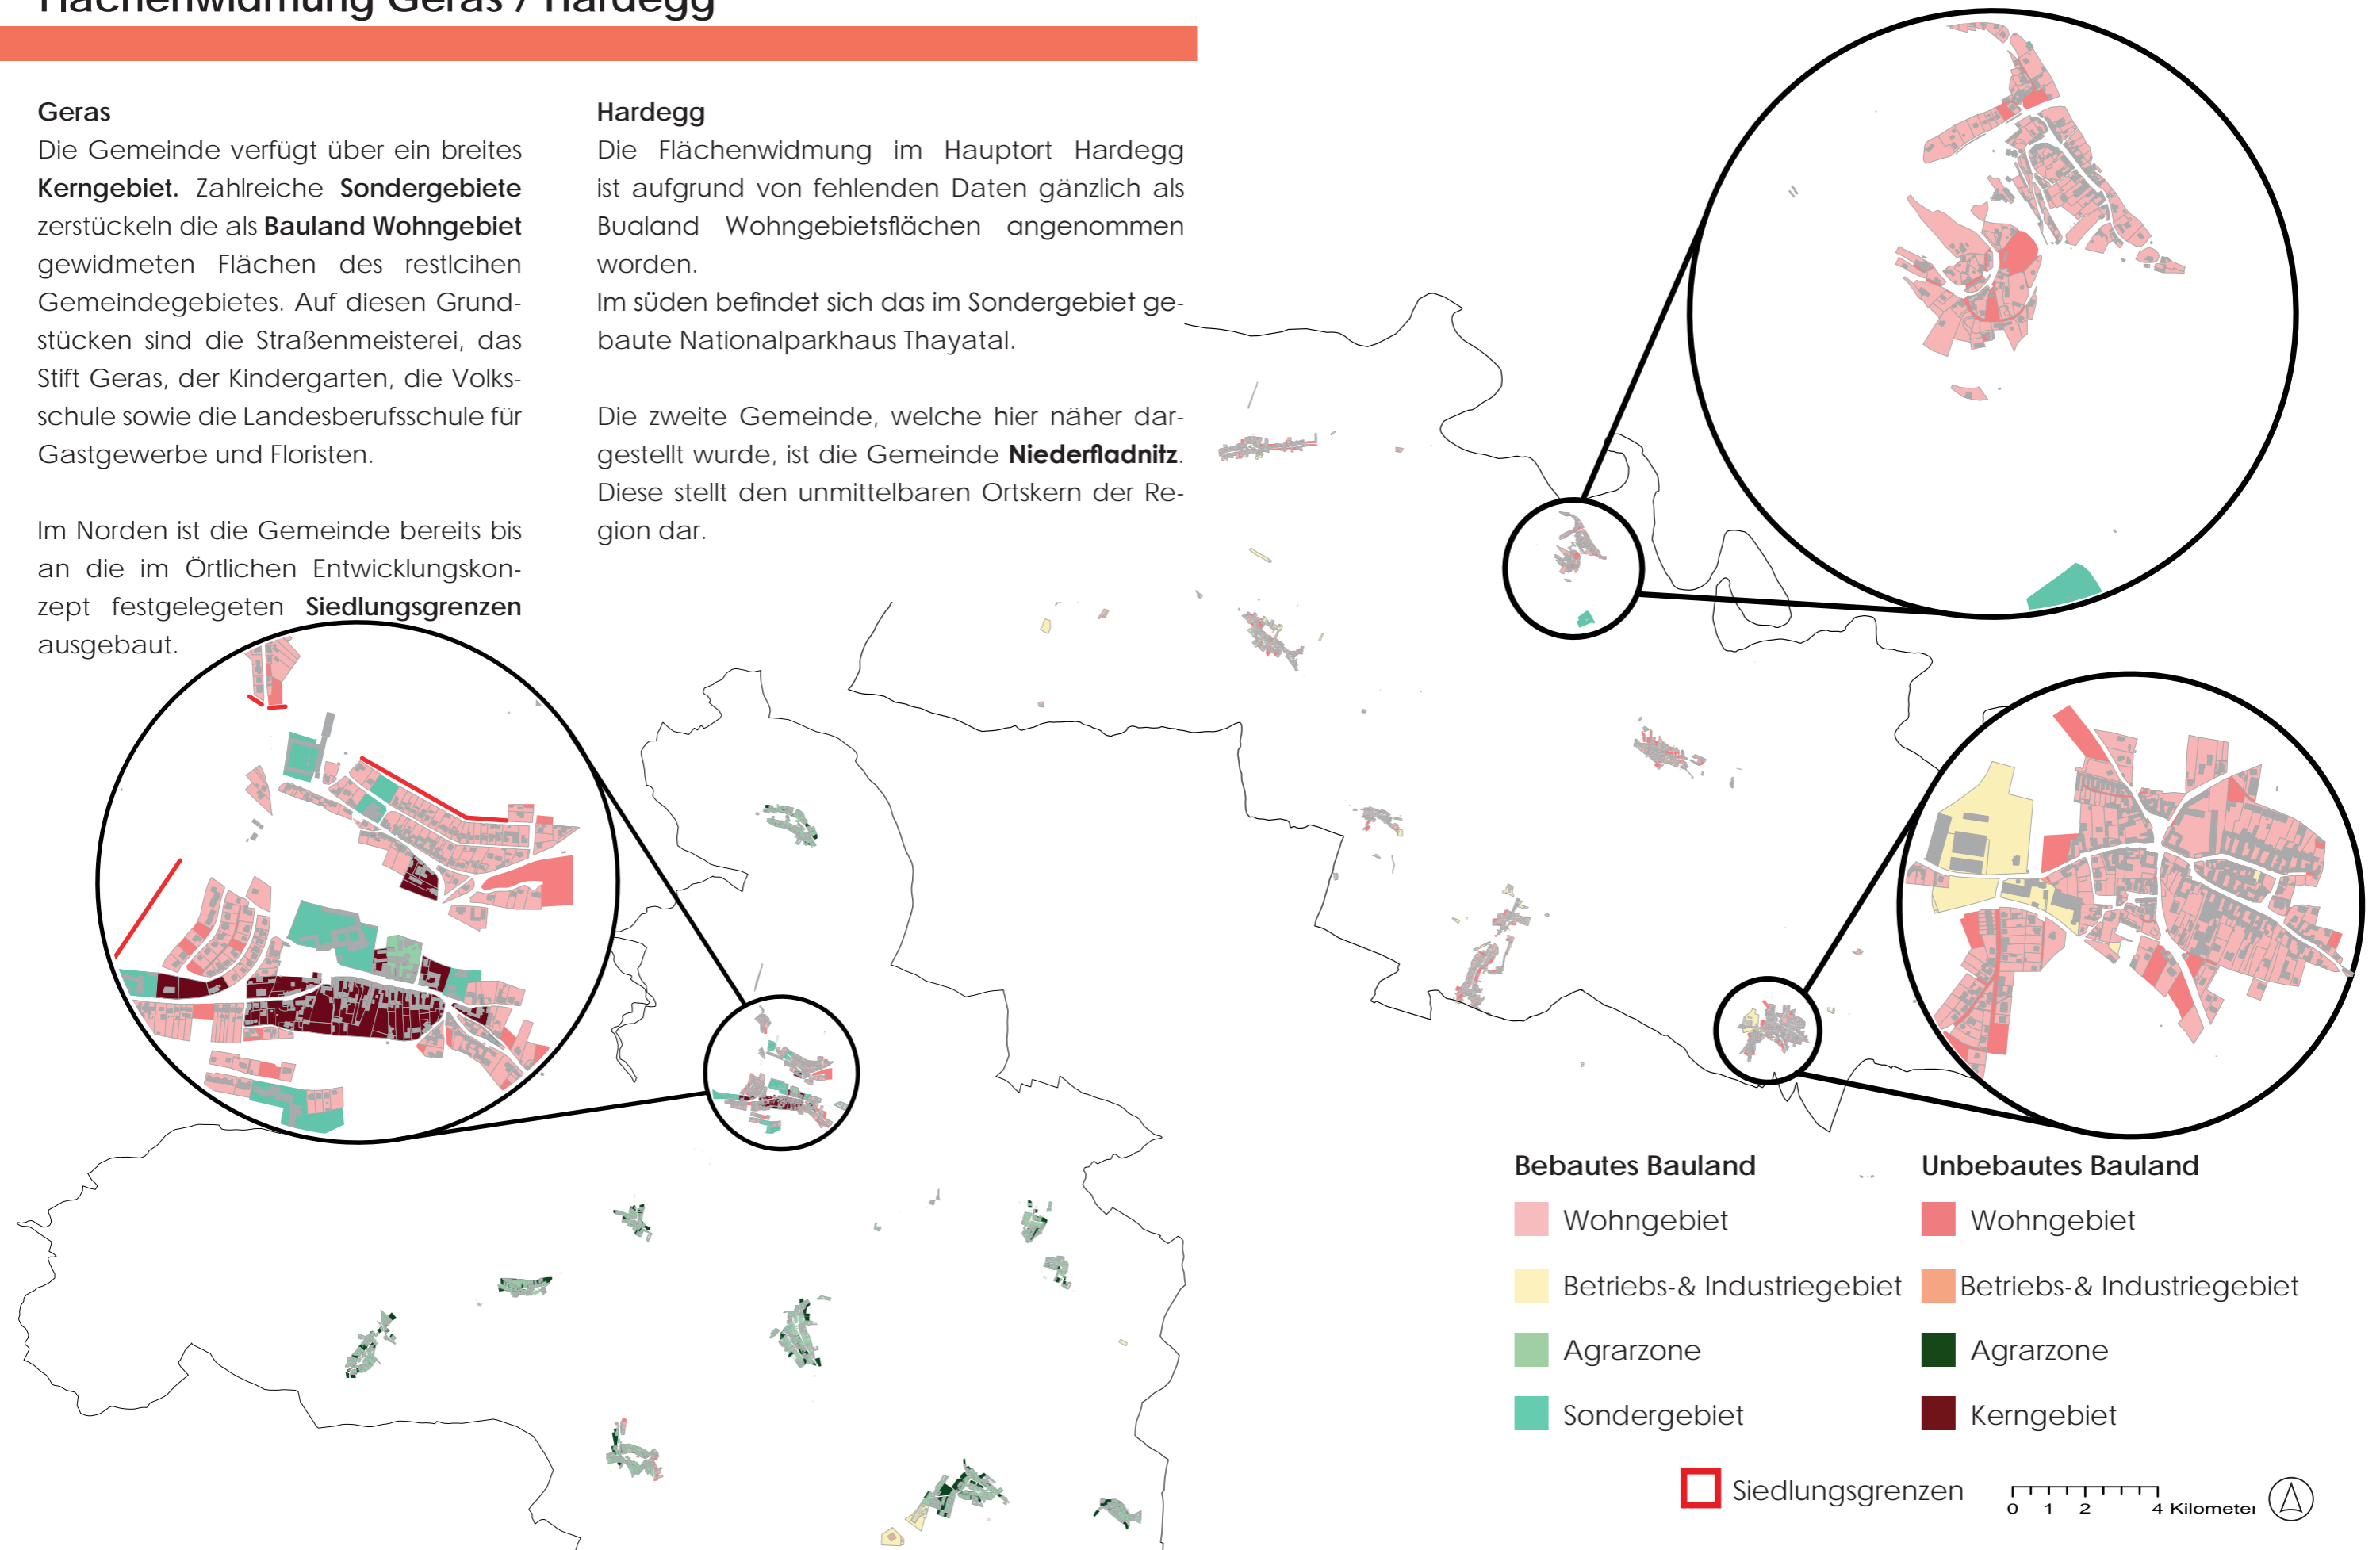 Flächenwidmung Geras / Hardegg
Geras
Die Gemeinde verfügt über ein breites
Kerngebiet. Zahlreiche Sondergebiete
zerstückeln die als Bauland Wohngebiet
gewidmeten Flächen des restlcihen
Gemeindegebietes. Auf diesen Grund-
stücken sind die Straßenmeisterei, das
Stift Geras, der Kindergarten, die Volks-
schule sowie die Landesberufsschule für
Gastgewerbe und Floristen.
Im Norden ist die Gemeinde bereits bis
an die im Örtlichen Entwicklungskon-
zept festgelegeten Siedlungsgrenzen
ausgebaut.
Hardegg
Die Flächenwidmung im Hauptort Hardegg
ist aufgrund von fehlenden Daten gänzlich als
Bualand Wohngebietsflächen angenommen
worden.
Im süden befindet sich das im Sondergebiet ge-
baute Nationalparkhaus Thayatal.
Die zweite Gemeinde, welche hier näher dar-
gestellt wurde, ist die Gemeinde Niederfladnitz.
Diese stellt den unmittelbaren Ortskern der Re-
gion dar.
Bebautes Bauland
Wohngebiet
Betriebs-& Industriegebiet
Agrarzone
Sondergebiet
Unbebautes Bauland
Wohngebiet
Betriebs-& Industriegebiet
Agrarzone
Kerngebiet
Siedlungsgrenzen
0 1 2 4 Kilometer